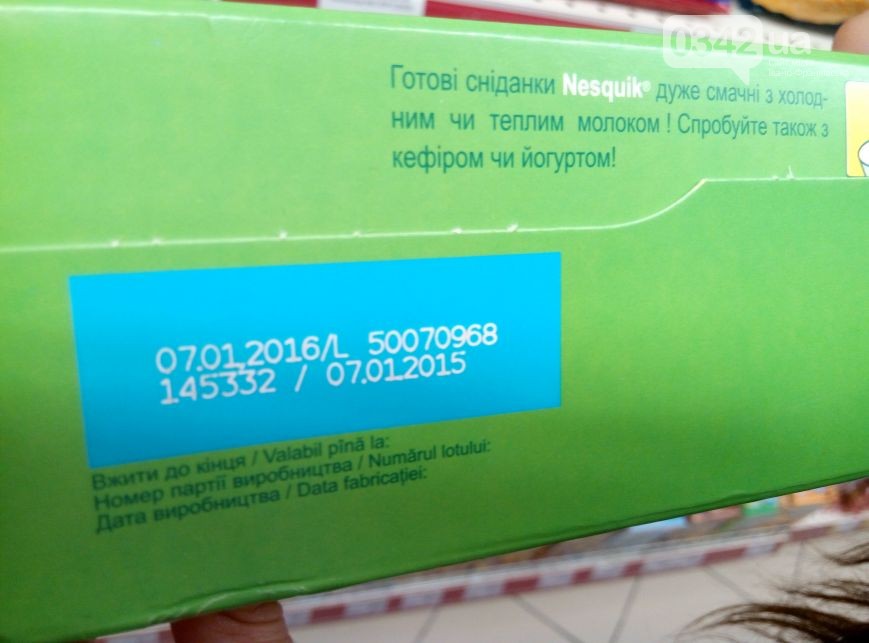 0342.ua
Готові сніданки Nesquik® дуже смачні з холод-
ним чи теплим молоком ! Спробуйте також з
кефіром чи йогуртом!
07.01.2016/L 50070968
145332 / 07.01.2015
Вжити до кінця / Valabil pînă la:
Номер партії виробництва / Numărul lotului:
Дата виробництва / Data fabricației: